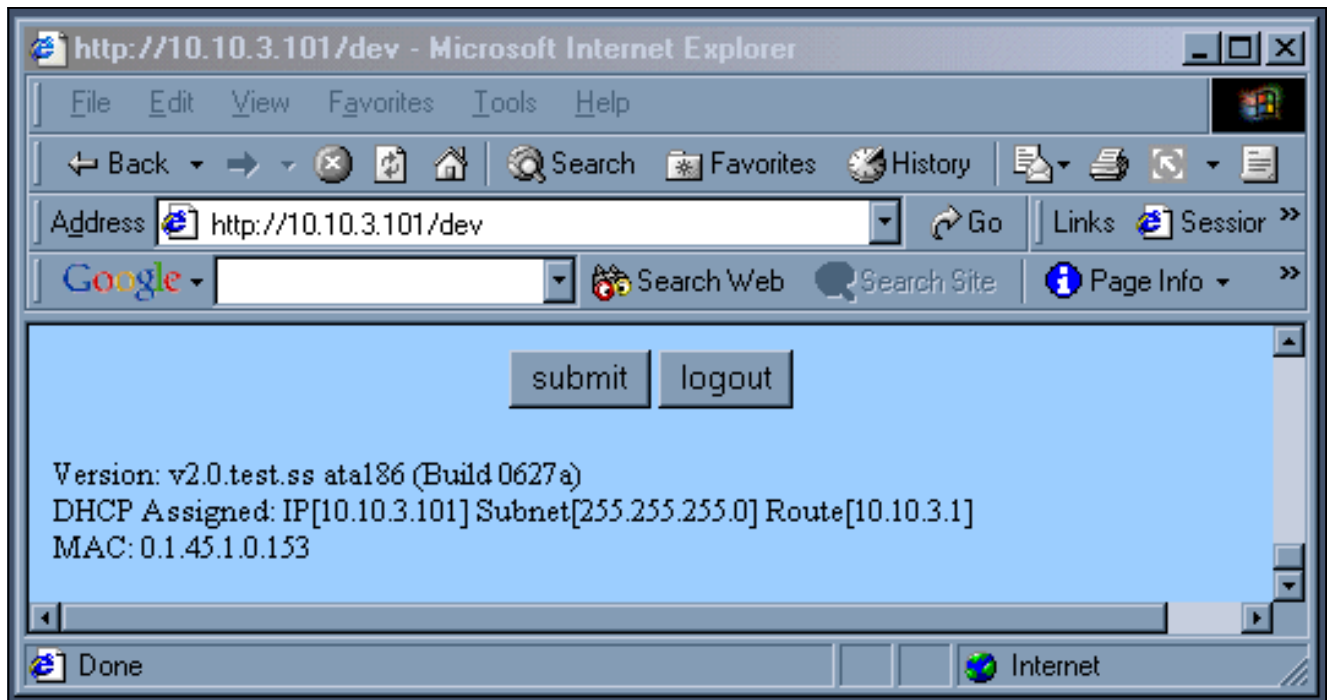 http://10.10.3.101/dev - Microsoft Internet Explorer
File Edit View Favorites Tools Help
Back Search Favorites History
Address http://10.10.3.101/dev Go Links Sessior »
Google Search Web Search Site Page Info »
submit logout
Version: v2.0.test.ss ata186 (Build 0627a)
DHCP Assigned: IP[10.10.3.101] Subnet[255.255.255.0] Route[10.10.3.1]
MAC: 0.1.45.1.0.153
Done Internet